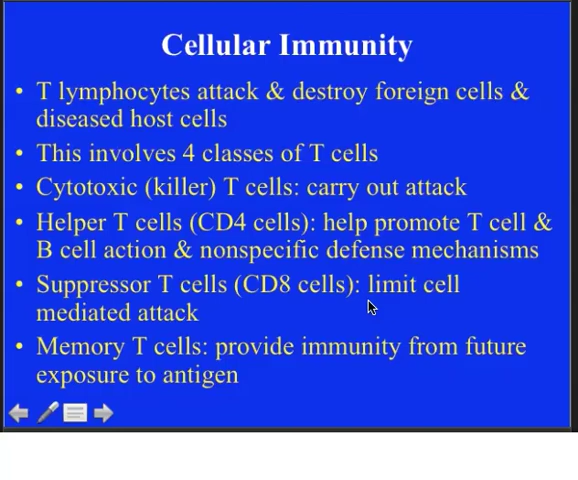 Cellular Immunity
• T lymphocytes attack & destroy foreign cells &
diseased host cells
• This involves 4 classes of T cells
• Cytotoxic (killer) T cells: carry out attack
• Helper T cells (CD4 cells): help promote T cell &
B cell action & nonspecific defense mechanisms
• Suppressor T cells (CD8 cells): limit cell
mediated attack
• Memory T cells: provide immunity from future
exposure to antigen